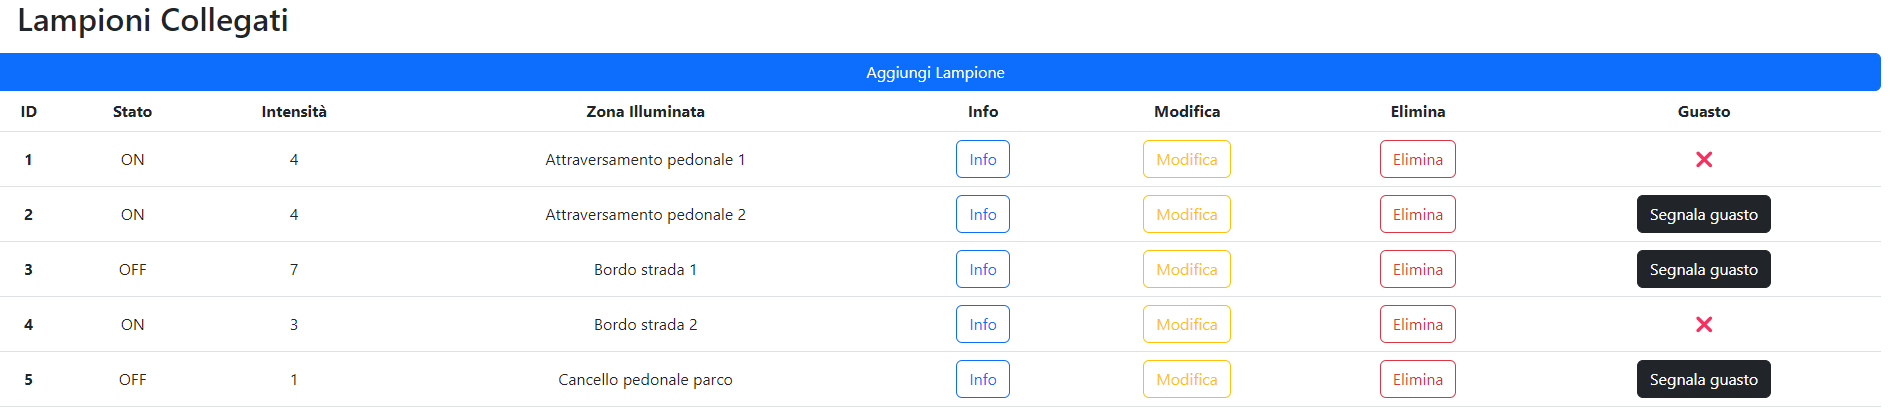 Lampioni Collegati
Aggiungi Lampione
ID Stato Intensità Zona Illuminata Info Modifica Elimina Guasto
1 ON 4 Attraversamento pedonale 1 Info Modifica Elimina
2 ON 4 Attraversamento pedonale 2 Info Modifica Elimina Segnala guasto
3 OFF 7 Bordo strada 1 Info Modifica Elimina Segnala guasto
4 ON 3 Bordo strada 2 Info Modifica Elimina
5 OFF 1 Cancello pedonale parco Info Modifica Elimina Segnala guasto